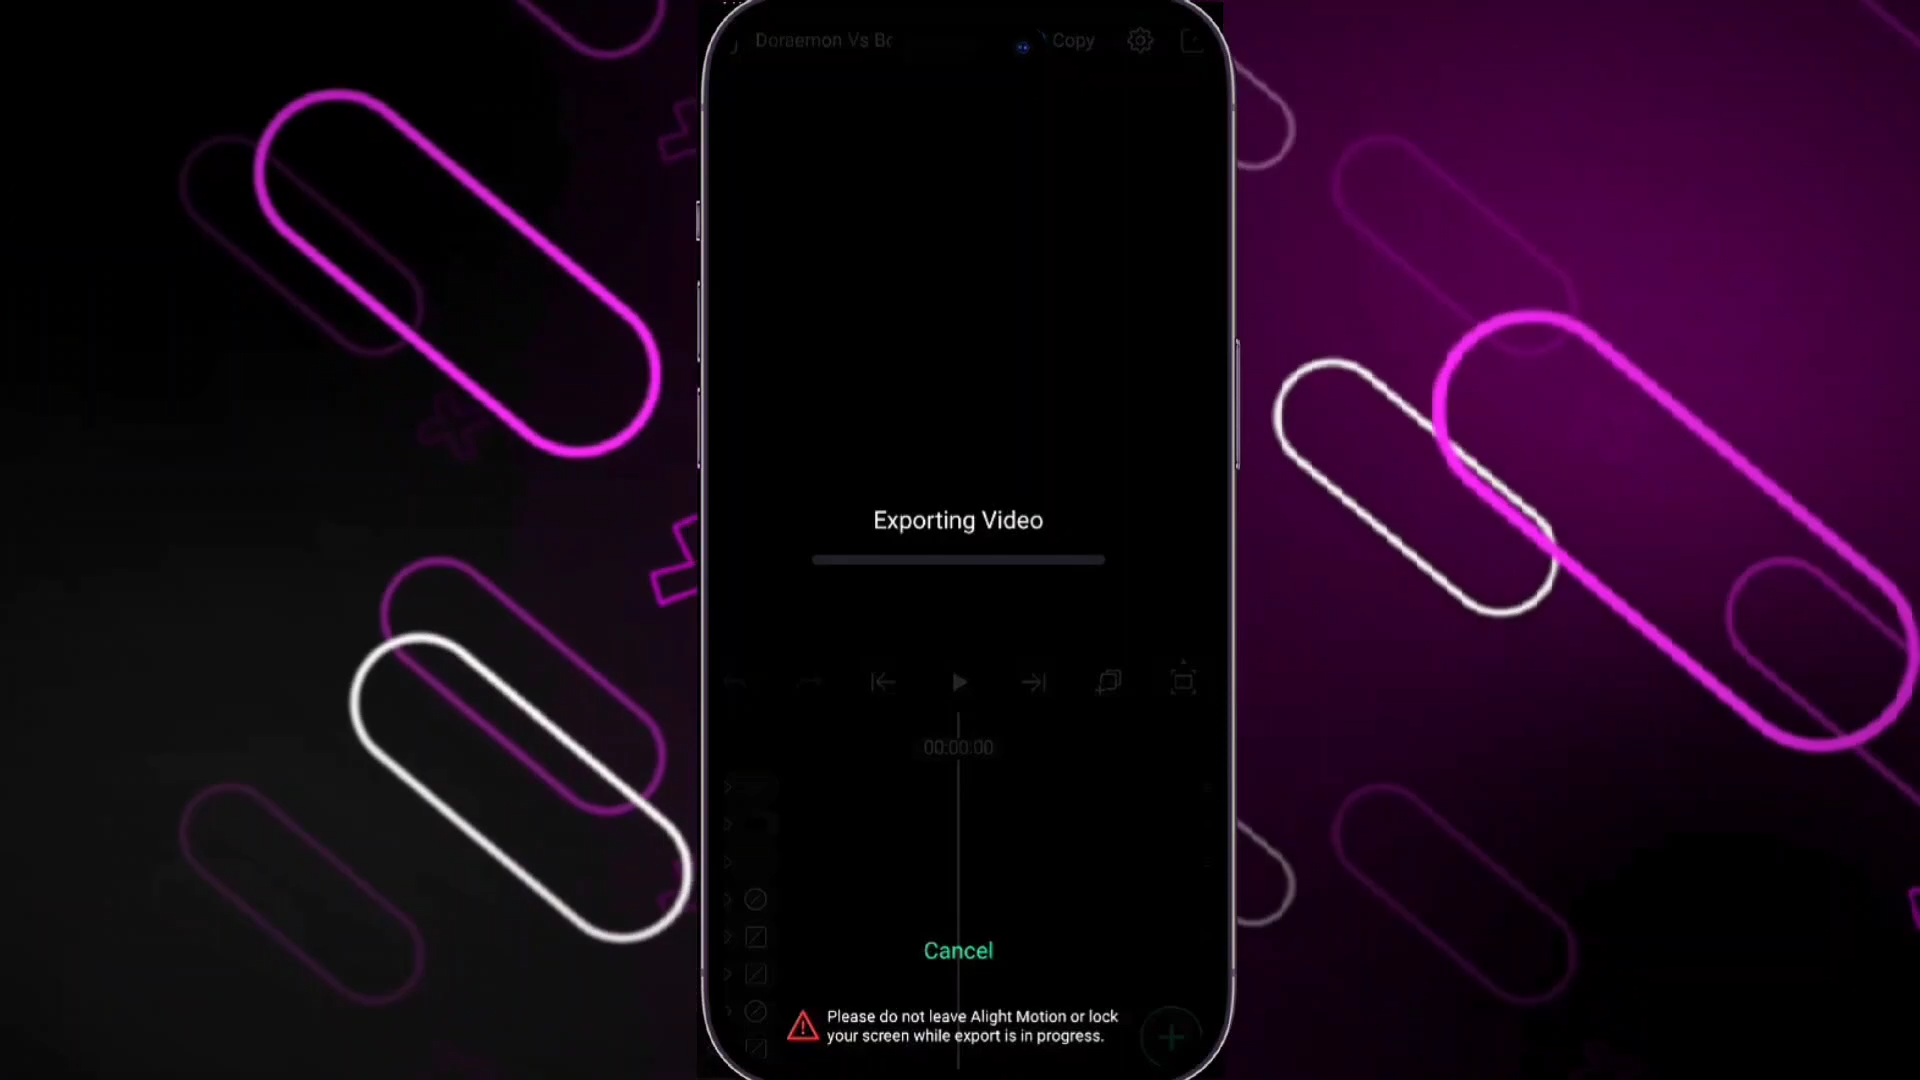 Doraemon Vs
Copy
Exporting Video
00:00:00
Cancel
Please do not leave Alight Motion or lock
your screen while export is in progress.